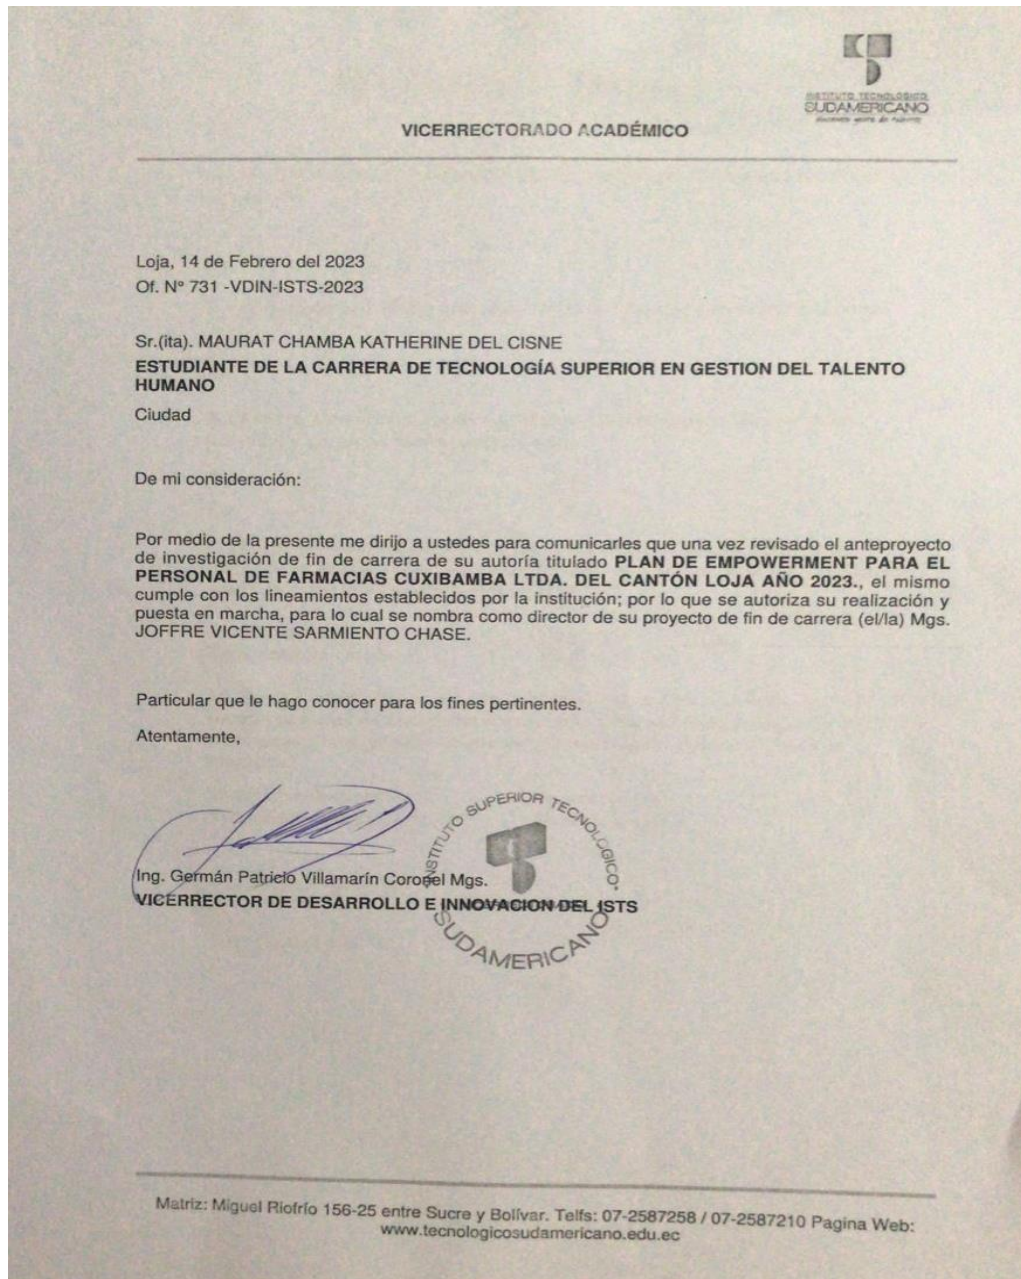 INSTITUTO TECNOLOGICO
SUDAMERICANO
VICERRECTORADO ACADÉMICO
Loja, 14 de Febrero del 2023
Of. Nº 731 -VDIN-ISTS-2023
Sr.(ita). MAURAT CHAMBA KATHERINE DEL CISNE
ESTUDIANTE DE LA CARRERA DE TECNOLOGÍA SUPERIOR EN GESTION DEL TALENTO
HUMANO
Ciudad
De mi consideración:
Por medio de la presente me dirijo a ustedes para comunicarles que una vez revisado el anteproyecto
de investigación de fin de carrera de su autoría titulado PLAN DE EMPOWERMENT PARA EL
PERSONAL DE FARMACIAS CUXIBAMBA LTDA. DEL CANTÓN LOJA AÑO 2023., el mismo
cumple con los lineamientos establecidos por la institución; por lo que se autoriza su realización y
puesta en marcha, para lo cual se nombra como director de su proyecto de fin de carrera (el/la) Mgs.
JOFFRE VICENTE SARMIENTO CHASE.
Particular que le hago conocer para los fines pertinentes.
Atentamente,
INSTITUTO SUPERIOR TECNOLOGICO
Ing. Germán Patricio Villamarín Coronel Mgs.
VICERRECTOR DE DESARROLLO E INNOVACION DEL ISTS
SUDAMERICANO
Matriz: Miguel Riofrío 156-25 entre Sucre y Bolívar. Telfs: 07-2587258 / 07-2587210 Pagina Web:
www.tecnologicosudamericano.edu.ec